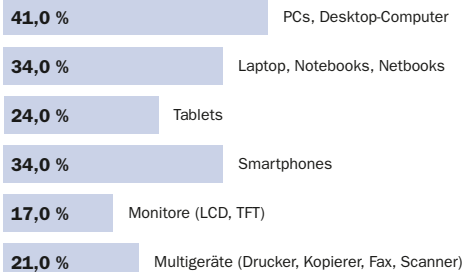 41,0 % PCs, Desktop-Computer
34,0 % Laptop, Notebooks, Netbooks
24,0 % Tablets
34,0 % Smartphones
17,0 % Monitore (LCD, TFT)
21,0 % Multigeräte (Drucker, Kopierer, Fax, Scanner)